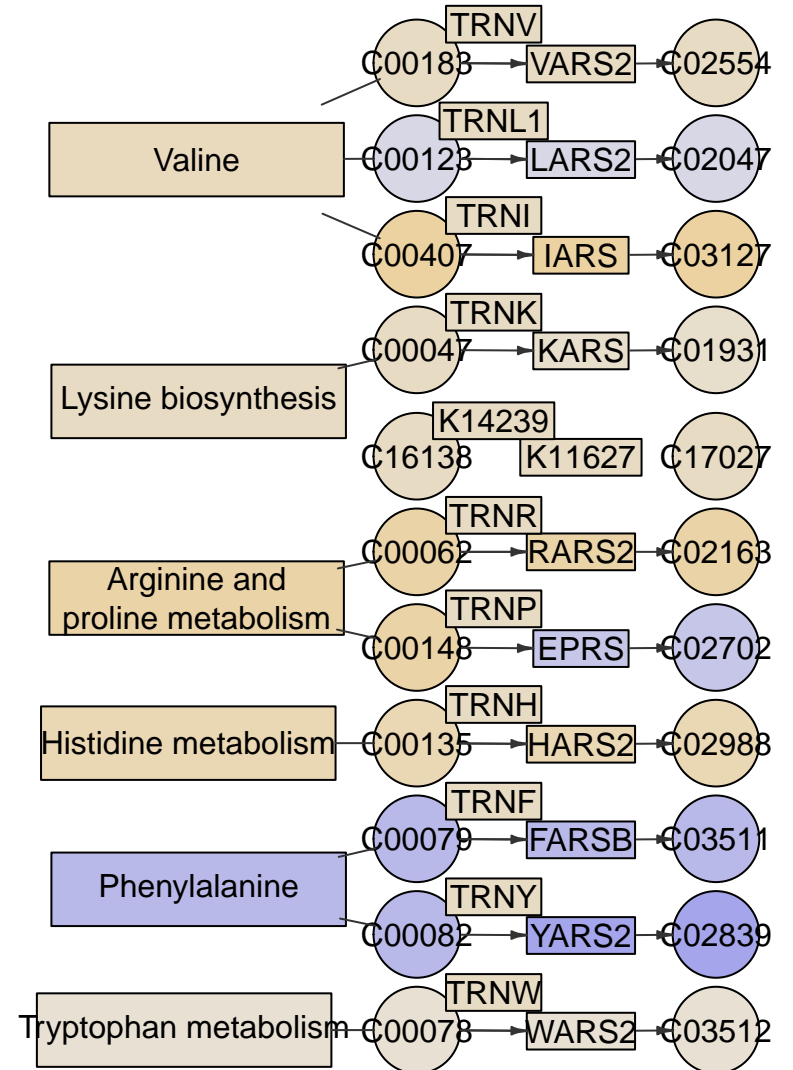 TRNV
C00183 VARS2 C02554
TRNL1
Valine C00123 LARS2 C02047
TRNI
C00407 IARS C03127
TRNK
C00047 KARS C01931
Lysine biosynthesis
K14239
C16138 K11627 C17027
TRNR
C00062 RARS2 C02163
Arginine and
proline metabolism
TRNP
C00148 EPRS C02702
TRNH
Histidine metabolism C00135 HARS2 C02988
TRNF
C00079 FARSB C03511
Phenylalanine
TRNY
C00082 YARS2 C02839
TRNW
Tryptophan metabolism C00078 WARS2 C03512